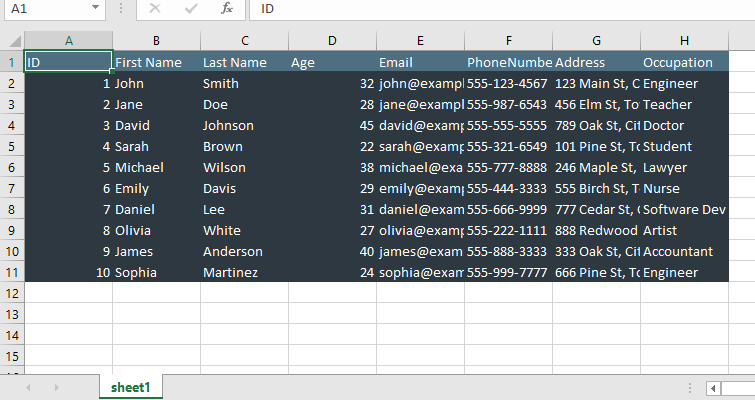 A1 fx ID
A B C D E F G H
1 ID First Name Last Name Age Email PhoneNumbe Address Occupation
2 1 John Smith 32 john@exampl 555-123-4567 123 Main St, C Engineer
3 2 Jane Doe 28 jane@exampl 555-987-6543 456 Elm St, To Teacher
4 3 David Johnson 45 david@examp 555-555-5555 789 Oak St, Cit Doctor
5 4 Sarah Brown 22 sarah@examp 555-321-6549 101 Pine St, To Student
6 5 Michael Wilson 38 michael@exa 555-777-8888 246 Maple St, Lawyer
7 6 Emily Davis 29 emily@examp 555-444-3333 555 Birch St, T Nurse
8 7 Daniel Lee 31 daniel@exam 555-666-9999 777 Cedar St, Software Dev
9 8 Olivia White 27 olivia@examp 555-222-1111 888 Redwood Artist
10 9 James Anderson 40 james@exam 555-888-3333 333 Oak St, Cit Accountant
11 10 Sophia Martinez 24 sophia@exam 555-999-7777 666 Pine St, To Engineer
12
13
14
15
sheet1